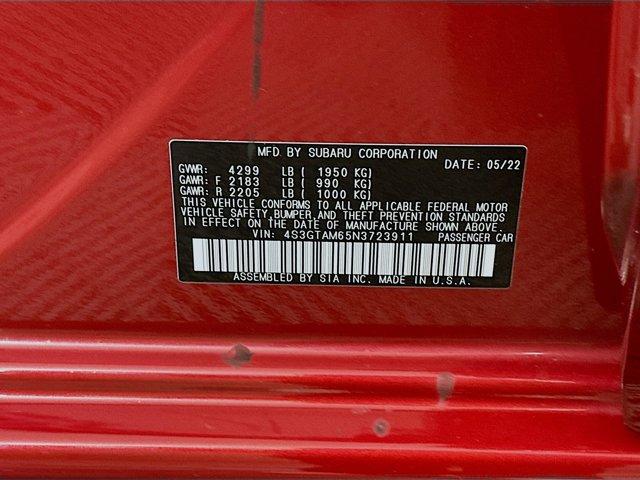 MFD. BY SUBARU CORPORATION DATE: 05/22
GVWR: 4299 LB ( 1950 KG)
GAWR: F 2183 LB ( 990 KG)
GAWR: R 2205 LB ( 1000 KG)
THIS VEHICLE CONFORMS TO ALL APPLICABLE FEDERAL MOTOR
VEHICLE SAFETY,BUMPER,AND THEFT PREVENTION STANDARDS
IN EFFECT ON THE DATE OF MANUFACTURE SHOWN ABOVE.
VIN: 4S3GTAM65N3723911 PASSENGER CAR
ASSEMBLED BY SIA INC. MADE IN U.S.A.